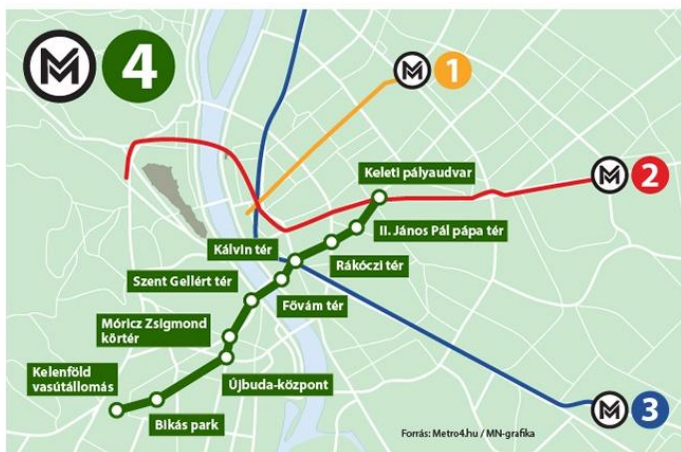 M 4
M 1
M 2
Keleti pályaudvar
II. János Pál pápa tér
Kálvin tér
Rákóczi tér
Szent Gellért tér
Fővám tér
Móricz Zsigmond
körtér
Kelenföld
vasútállomás
Újbuda-központ
Bikás park
M 3
Forrás: Metro4.hu / MN-grafika